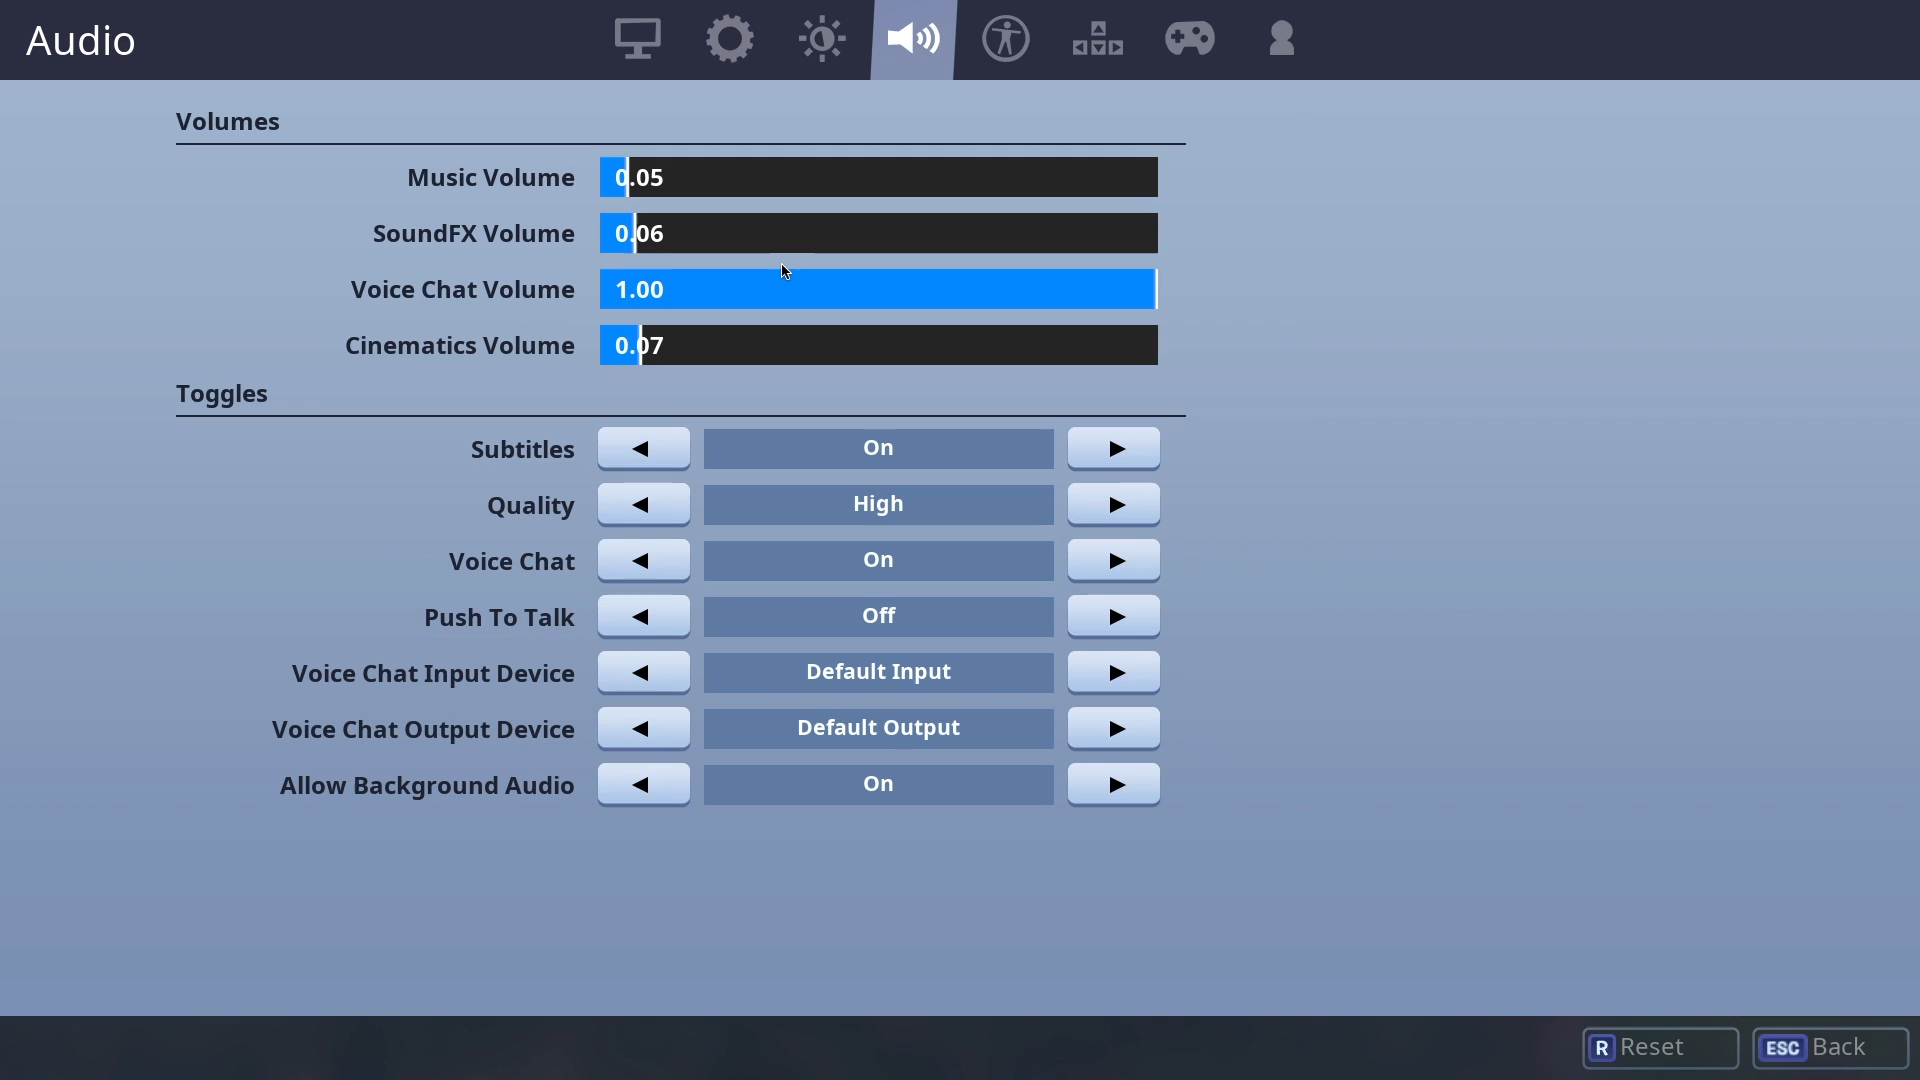 Audio
Volumes
Music Volume 0.05
SoundFX Volume 0.06
Voice Chat Volume 1.00
Cinematics Volume 0.07
Toggles
Subtitles On
Quality High
Voice Chat On
Push To Talk Off
Voice Chat Input Device Default Input
Voice Chat Output Device Default Output
Allow Background Audio On
R Reset ESC Back